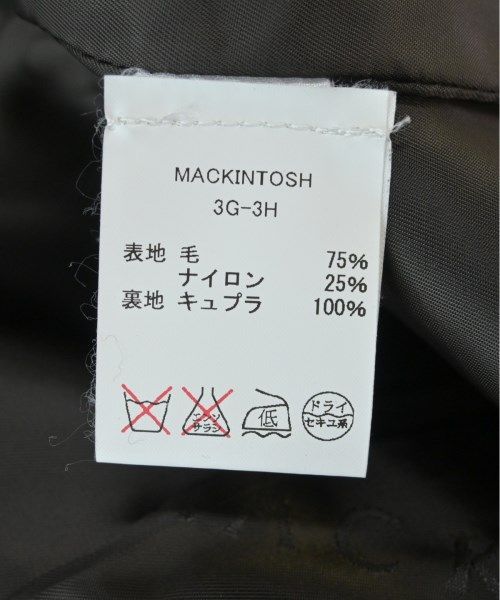 MACKINTOSH
3G-3H
表地 毛 75%
ナイロン 25%
裏地 キュプラ 100%
エンソ
サラシ
低
ドライ
セキユ系